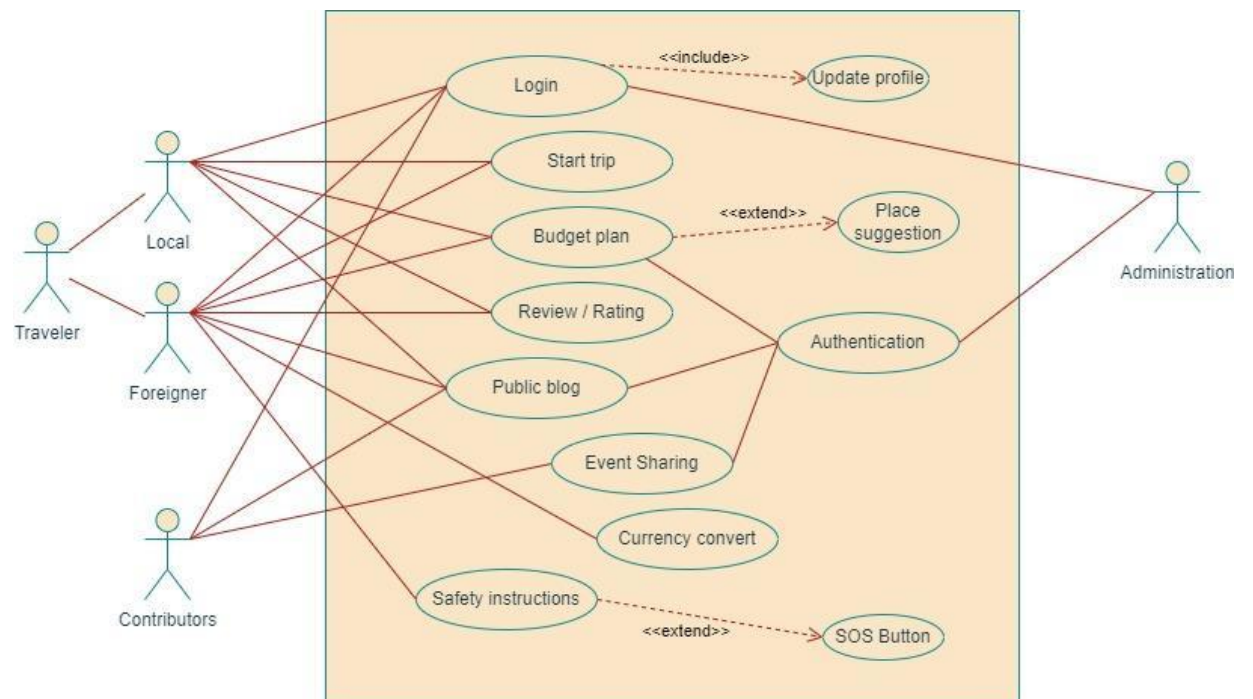 <<include>>
Login
Update profile
Start trip
Local
<<extend>>
Place
suggestion
Budget plan
Administration
Traveler
Review / Rating
Authentication
Foreigner
Public blog
Event Sharing
Currency convert
Contributors
Safety instructions
<<extend>>
SOS Button